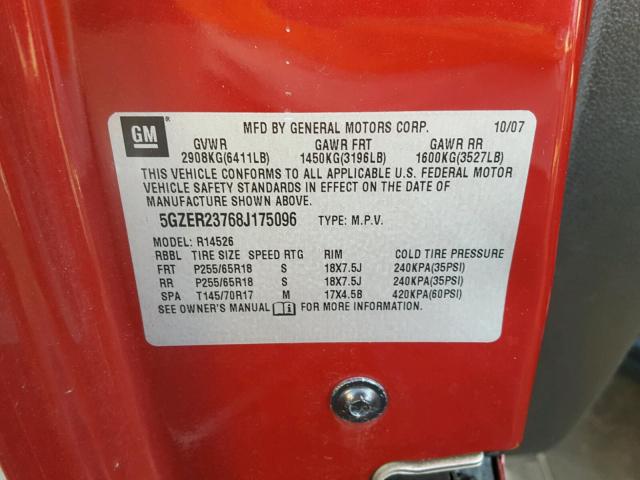 GM ® MFD BY GENERAL MOTORS CORP. 10/07
GVWR GAWR FRT GAWR RR
2908KG(6411LB) 1450KG(3196LB) 1600KG(3527LB)
THIS VEHICLE CONFORMS TO ALL APPLICABLE U.S. FEDERAL MOTOR
VEHICLE SAFETY STANDARDS IN EFFECT ON THE DATE OF
MANUFACTURE SHOWN ABOVE.
5GZER23768J175096 TYPE: M.P.V.
MODEL: R14526
RBBL TIRE SIZE SPEED RTG RIM COLD TIRE PRESSURE
FRT P255/65R18 S 18X7.5J 240KPA(35PSI)
RR P255/65R18 S 18X7.5J 240KPA(35PSI)
SPA T145/70R17 M 17X4.5B 420KPA(60PSI)
SEE OWNER'S MANUAL FOR MORE INFORMATION.